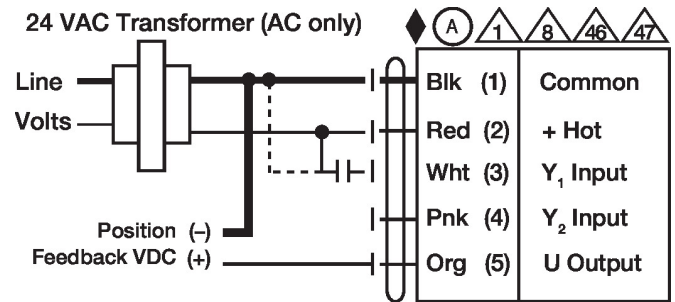 24 VAC Transformer (AC only)
A 1 8 46 47
Line
Volts
Blk (1) Common
Red (2) + Hot
Wht (3) Y1 Input
Pnk (4) Y2 Input
Org (5) U Output
Position (–)
Feedback VDC (+)